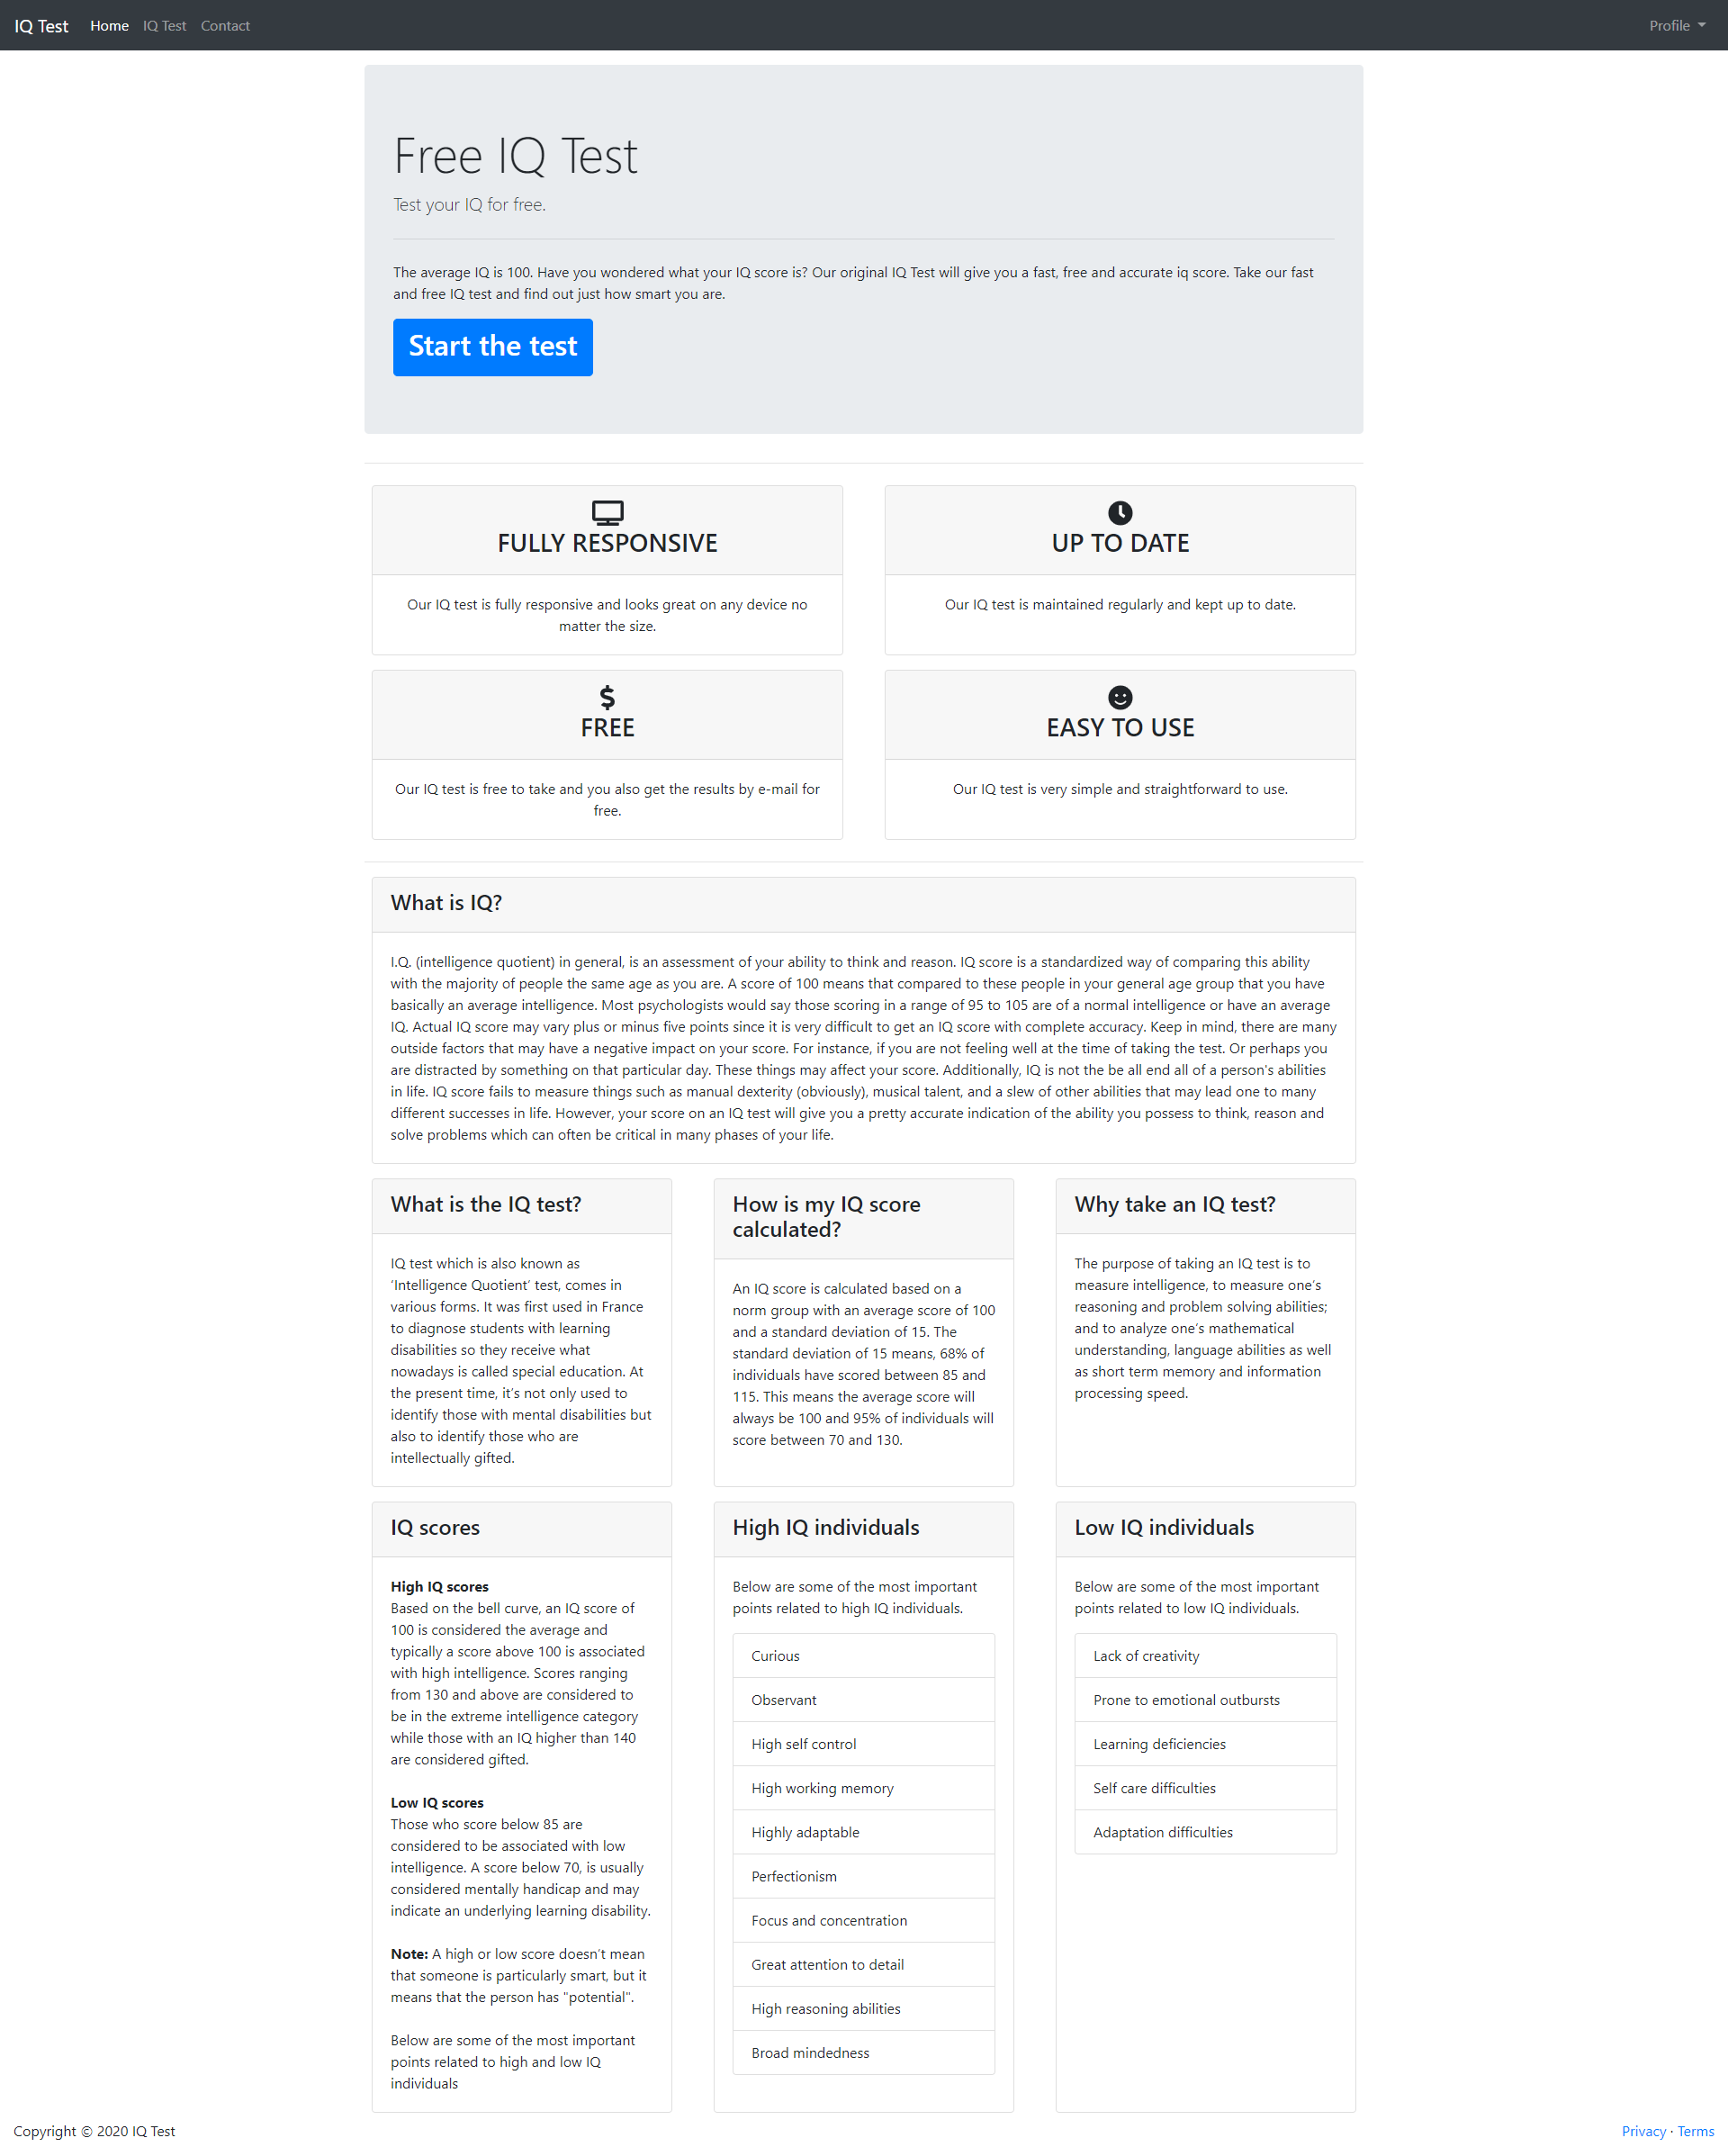 IQ Test Home IQ Test Contact Profile
Free IQ Test
Test your IQ for free.
The average IQ is 100. Have you wondered what your IQ score is? Our original IQ Test will give you a fast, free and accurate iq score. Take our fast
and free IQ test and find out just how smart you are.
Start the test
FULLY RESPONSIVE
Our IQ test is fully responsive and looks great on any device no
matter the size.
UP TO DATE
Our IQ test is maintained regularly and kept up to date.
FREE
Our IQ test is free to take and you also get the results by e-mail for
free.
EASY TO USE
Our IQ test is very simple and straightforward to use.
What is IQ?
I.Q. (intelligence quotient) in general, is an assessment of your ability to think and reason. IQ score is a standardized way of comparing this ability
with the majority of people the same age as you are. A score of 100 means that compared to these people in your general age group that you have
basically an average intelligence. Most psychologists would say those scoring in a range of 95 to 105 are of a normal intelligence or have an average
IQ. Actual IQ score may vary plus or minus five points since it is very difficult to get an IQ score with complete accuracy. Keep in mind, there are many
outside factors that may have a negative impact on your score. For instance, if you are not feeling well at the time of taking the test. Or perhaps you
are distracted by something on that particular day. These things may affect your score. Additionally, IQ is not the be all end all of a person's abilities
in life. IQ score fails to measure things such as manual dexterity (obviously), musical talent, and a slew of other abilities that may lead one to many
different successes in life. However, your score on an IQ test will give you a pretty accurate indication of the ability you possess to think, reason and
solve problems which can often be critical in many phases of your life.
What is the IQ test?
IQ test which is also known as
‘Intelligence Quotient’ test, comes in
various forms. It was first used in France
to diagnose students with learning
disabilities so they receive what
nowadays is called special education. At
the present time, it’s not only used to
identify those with mental disabilities but
also to identify those who are
intellectually gifted.
How is my IQ score
calculated?
An IQ score is calculated based on a
norm group with an average score of 100
and a standard deviation of 15. The
standard deviation of 15 means, 68% of
individuals have scored between 85 and
115. This means the average score will
always be 100 and 95% of individuals will
score between 70 and 130.
Why take an IQ test?
The purpose of taking an IQ test is to
measure intelligence, to measure one’s
reasoning and problem solving abilities;
and to analyze one’s mathematical
understanding, language abilities as well
as short term memory and information
processing speed.
IQ scores
High IQ scores
Based on the bell curve, an IQ score of
100 is considered the average and
typically a score above 100 is associated
with high intelligence. Scores ranging
from 130 and above are considered to
be in the extreme intelligence category
while those with an IQ higher than 140
are considered gifted.
Low IQ scores
Those who score below 85 are
considered to be associated with low
intelligence. A score below 70, is usually
considered mentally handicap and may
indicate an underlying learning disability.
Note: A high or low score doesn’t mean
that someone is particularly smart, but it
means that the person has "potential".
Below are some of the most important
points related to high and low IQ
individuals
High IQ individuals
Below are some of the most important
points related to high IQ individuals.
Curious
Observant
High self control
High working memory
Highly adaptable
Perfectionism
Focus and concentration
Great attention to detail
High reasoning abilities
Broad mindedness
Low IQ individuals
Below are some of the most important
points related to low IQ individuals.
Lack of creativity
Prone to emotional outbursts
Learning deficiencies
Self care difficulties
Adaptation difficulties
Copyright © 2020 IQ Test
Privacy · Terms